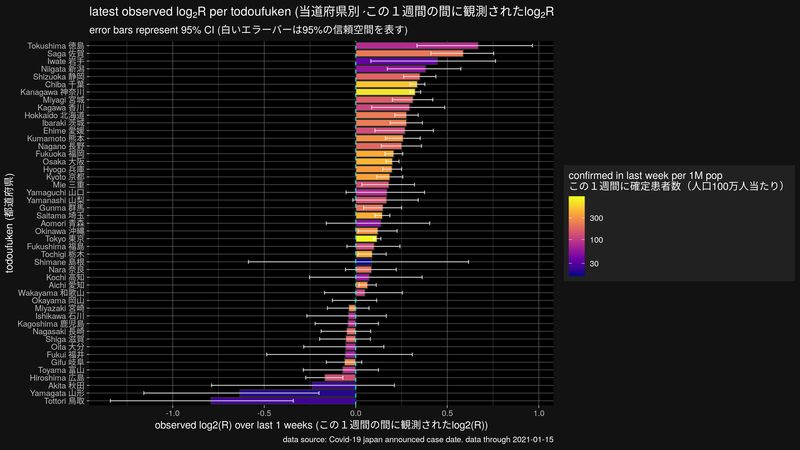 latest observed log₂R per todoufuken (当道府県別 -この１週間の間に観測されたlog₂R
error bars represent 95% CI (白いエラーバーは95%の信頼空間を表す)
Tokushima 徳島
Saga 佐賀
Iwate 岩手
Niigata 新潟
Shizuoka 静岡
Chiba 千葉
Kanagawa 神奈川
Miyagi 宮城
Kagawa 香川
Hokkaido 北海道
Ibaraki 茨城
Ehime 愛媛
Kumamoto 熊本
Nagano 長野
Fukuoka 福岡
Osaka 大阪
Hyogo 兵庫
Kyoto 京都
Mie 三重
Yamaguchi 山口
Yamanashi 山梨
Gunma 群馬
Saitama 埼玉
Aomori 青森
Okinawa 沖縄
Tokyo 東京
Fukushima 福島
Tochigi 栃木
Shimane 島根
Nara 奈良
Kochi 高知
Aichi 愛知
Wakayama 和歌山
Okayama 岡山
Miyazaki 宮崎
Ishikawa 石川
Kagoshima 鹿児島
Nagasaki 長崎
Shiga 滋賀
Oita 大分
Fukui 福井
Gifu 岐阜
Toyama 富山
Hiroshima 広島
Akita 秋田
Yamagata 山形
Tottori 鳥取
todoufuken (都道府県)
-1.0 -0.5 0.0 0.5 1.0
observed log2(R) over last 1 weeks (この１週間の間に観測されたlog2(R))
data source: Covid-19 japan announced case date. data through 2021-01-15
confirmed in last week per 1M pop
この１週間に確定患者数（人口100万人当たり）
300
100
30